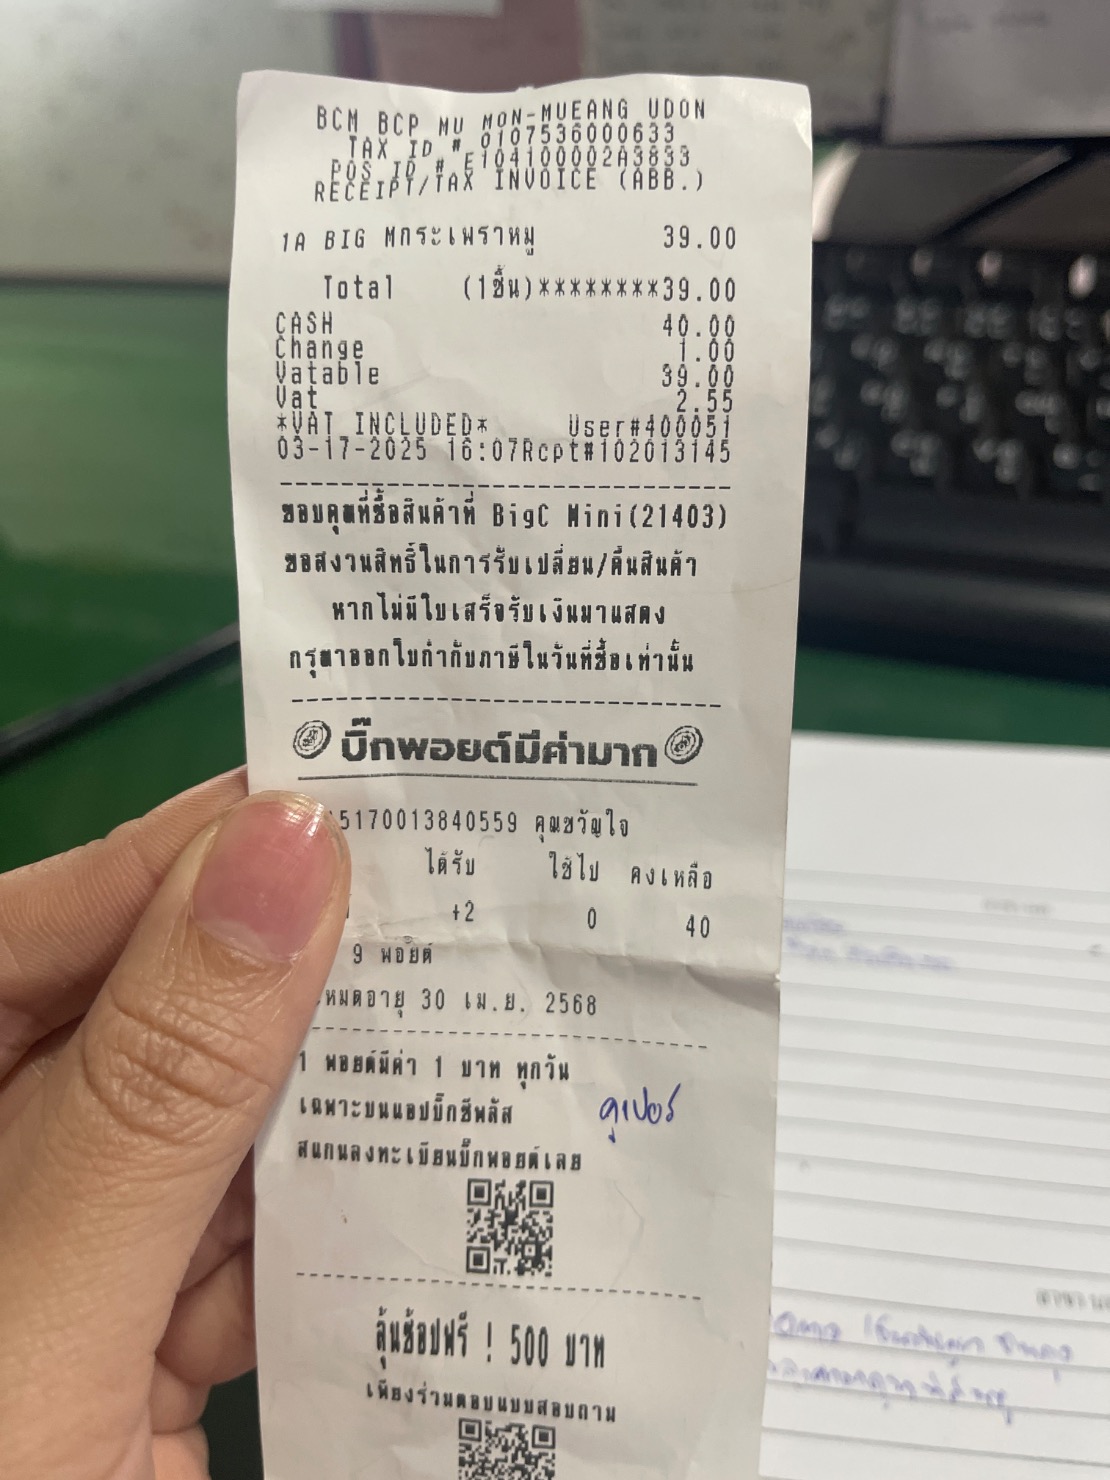 BCM BCP MU MON-MUEANG UDON
TAX ID # 0107536000633
POS ID # E104100002A3833
RECEIPT/TAX INVOICE (ABB.)
1A BIG Mกระเพราหมู 39.00
Total (1ชิ้น)********39.00
CASH 40.00
Change 1.00
Vatable 39.00
Vat 2.55
*VAT INCLUDED* User#400051
03-17-2025 16:07Rcpt#102013145
ขอบคุณที่ซื้อสินค้าที่ BigC Mini(21403)
ขอสงวนสิทธิ์ในการรับเปลี่ยน/คืนสินค้า
หากไม่มีใบเสร็จรับเงินมาแสดง
กรุณาออกใบกำกับภาษีในวันที่ซื้อเท่านั้น
บิ๊กพอยต์มีค่ามาก
5170013840559 คุณขวัญใจ
ได้รับ ใช้ไป คงเหลือ
+2 0 40
9 พอยต์
หมดอายุ 30 เม.ย. 2568
1 พอยต์มีค่า 1 บาท ทุกวัน
เฉพาะบนแอปบิ๊กซีพลัส คูเปอร์
สแกนลงทะเบียนบิ๊กพอยต์เลย
ลุ้นช้อปฟรี ! 500 บาท
เพียงร่วมตอบแบบสอบถาม